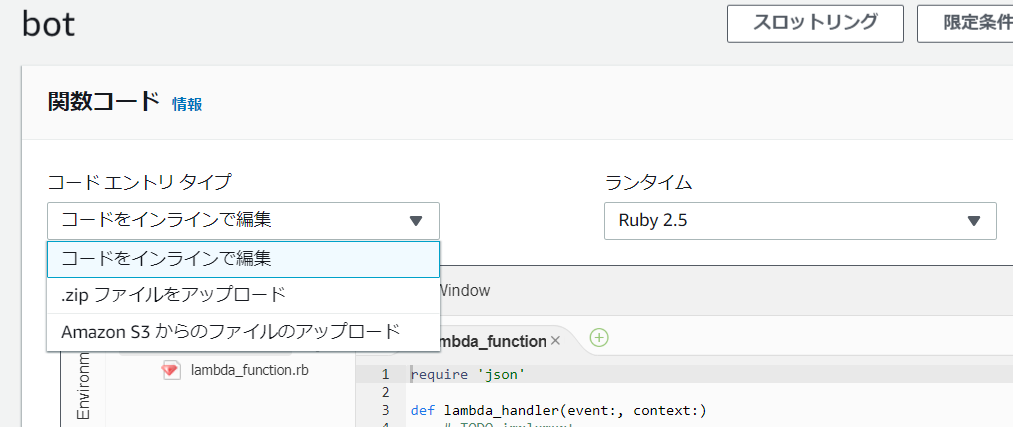 bot
スロットリング
限定条件
関数コード 情報
コード エントリ タイプ
ランタイム
コードをインラインで編集
Ruby 2.5
コードをインラインで編集
.zip ファイルをアップロード
Amazon S3 からのファイルのアップロード
Window
mbda_function
Environm
lambda_function.rb
1 require 'json'
2
3 def lambda_handler(event:, context:)
# TODO implement